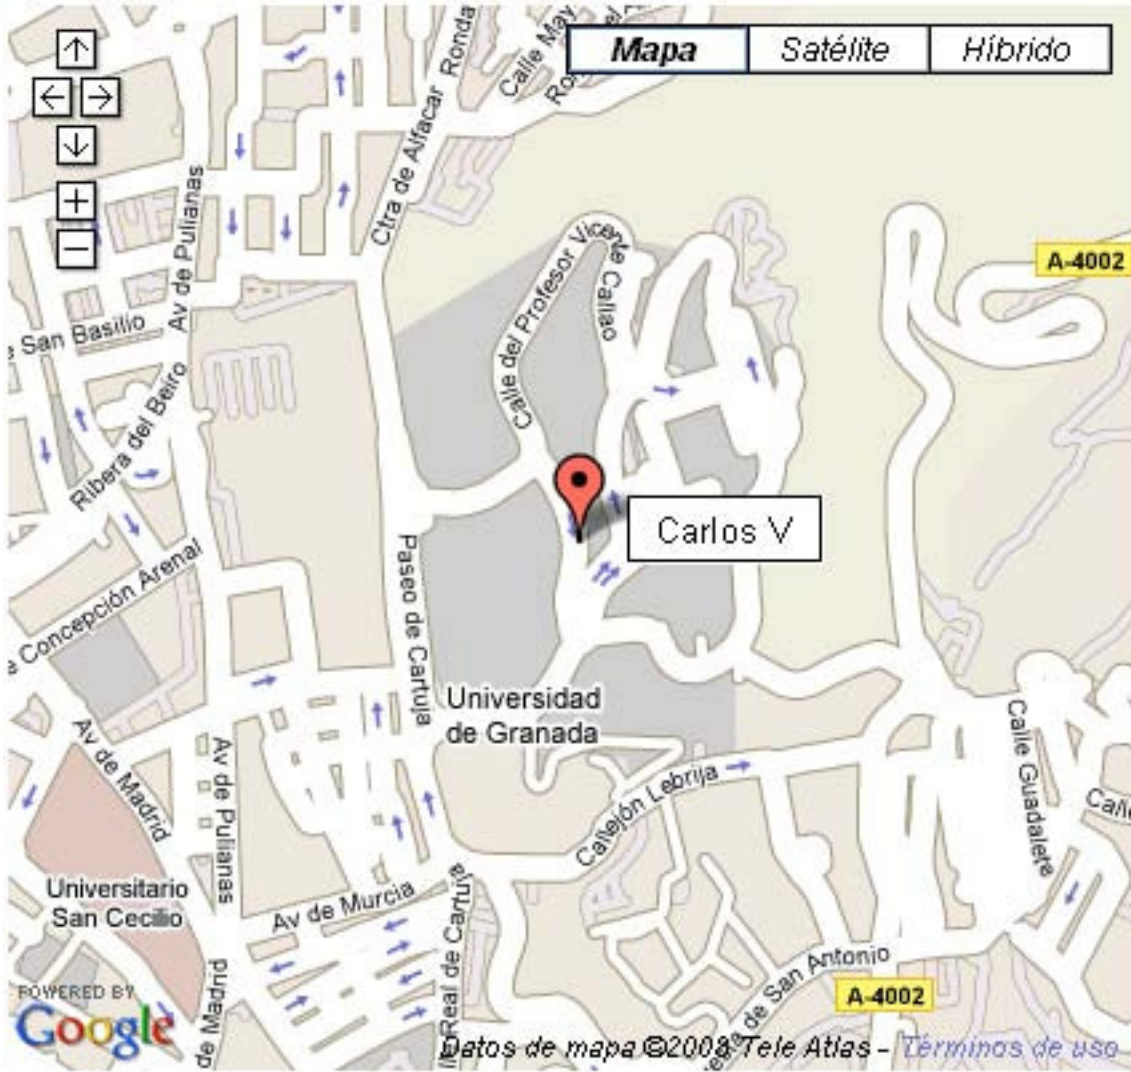 Mapa
Satélite
Híbrido
Ronda
Calle May
Ctra de Alfacar
Av de Pulianas
A-4002
San Basilio
Calle del Profesor Vicente Callao
Ribera del Beiro
Carlos V
Concepción Arenal
Paseo de Cartuja
Universidad
de Granada
Av de Madrid
Av de Pulianas
Calle Guadalete
Callejón Lebrija
Calle
Universitario
San Cecilio
Av de Murcia
Real de Cartuja
de San Antonio
A-4002
de Madrid
POWERED BY
Google
Datos de mapa ©2008 Tele Atlas - Términos de uso